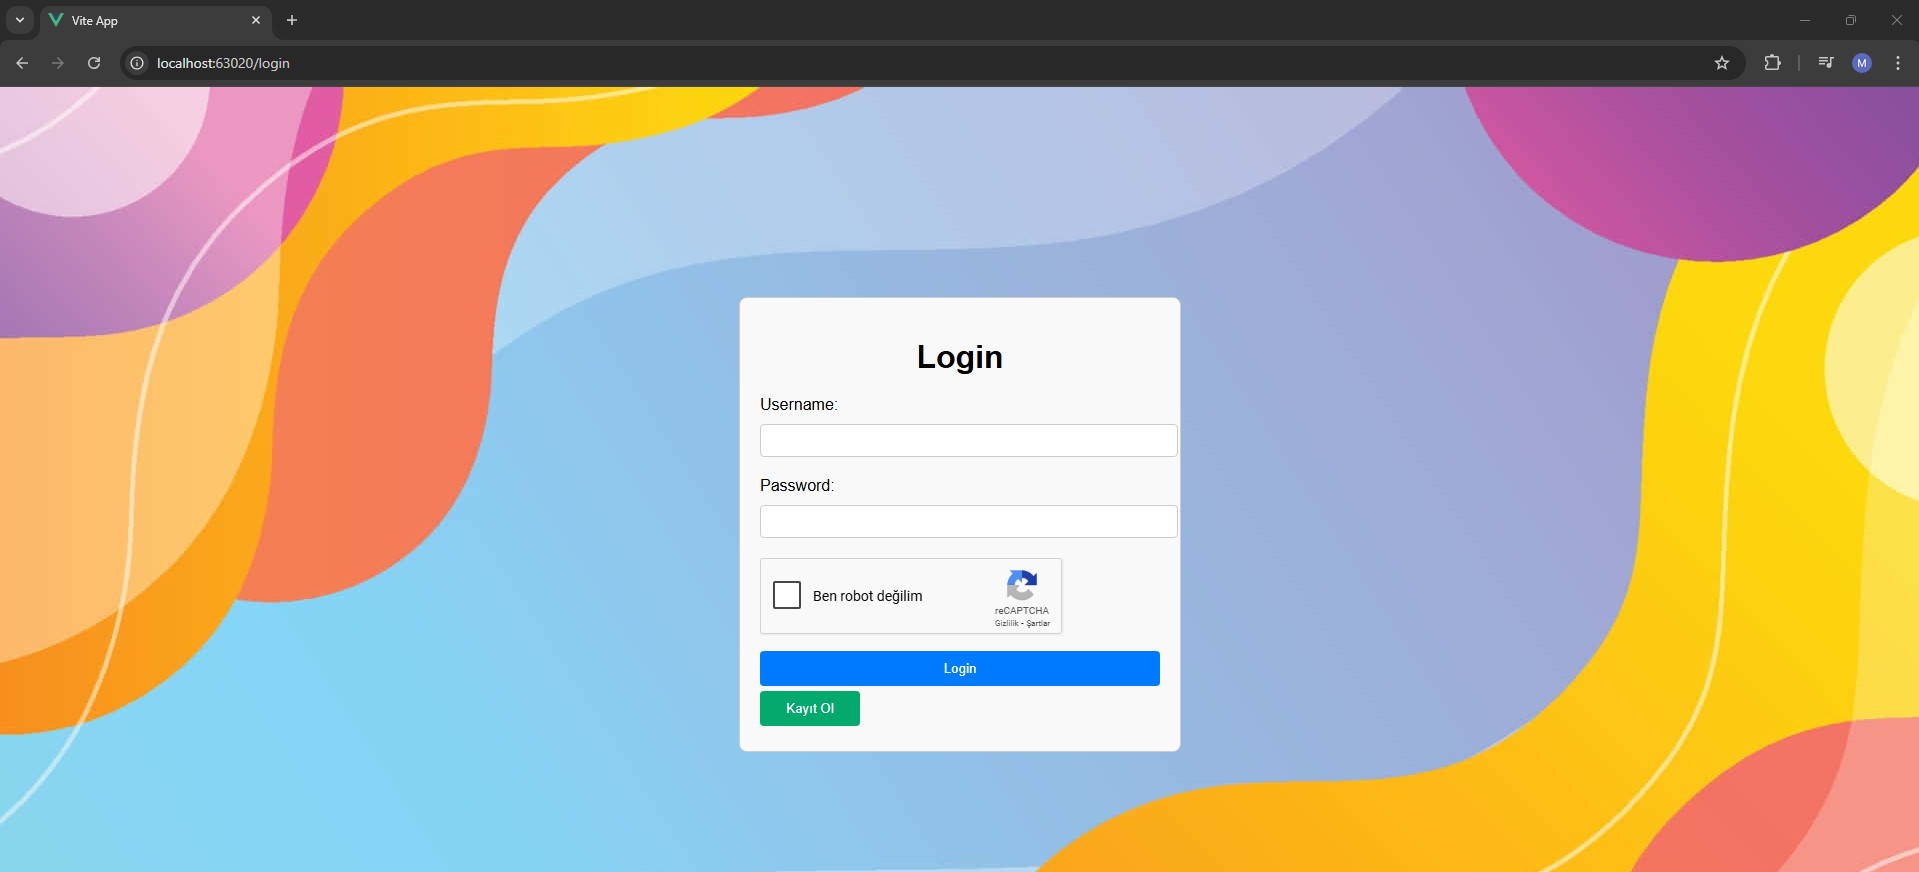 Vite App
localhost:63020/login
M
Login
Username:
Password:
Ben robot değilim
reCAPTCHA
Gizlilik - Şartlar
Login
Kayıt Ol